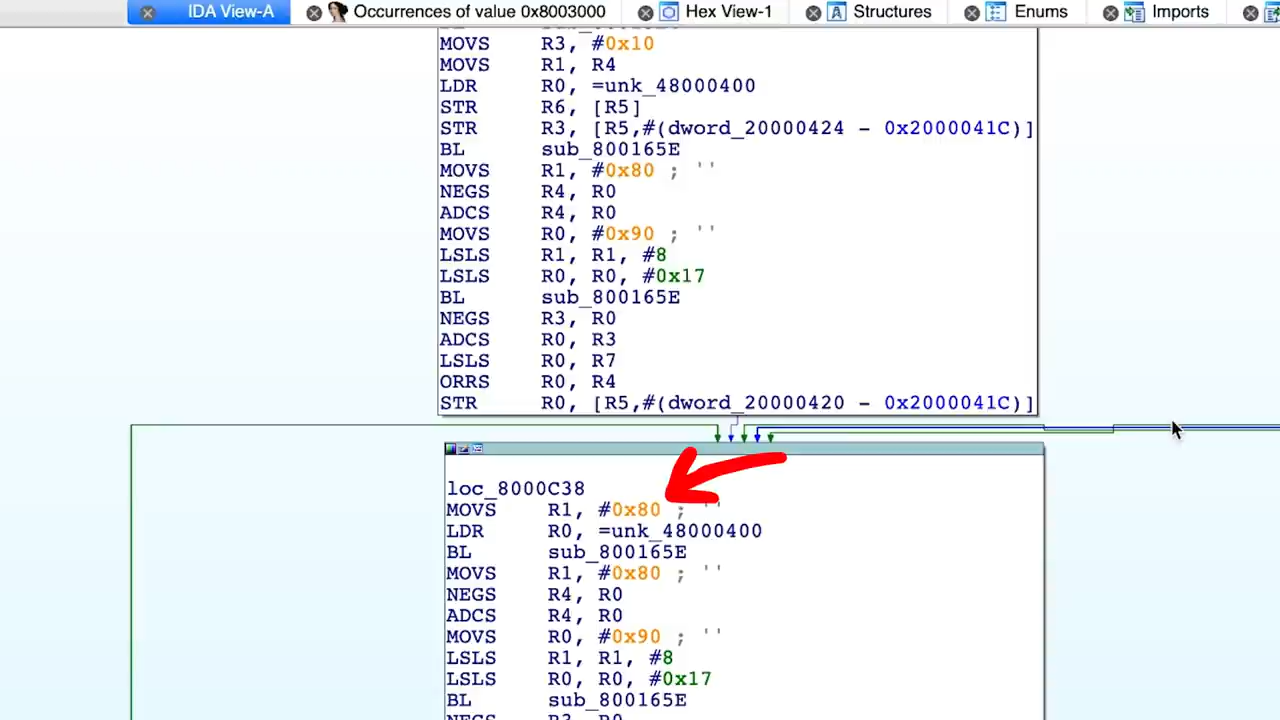 IDA View-A Occurrences of value 0x8003000 Hex View-1 Structures Enums Imports
MOVS R3, #0x10
MOVS R1, R4
LDR R0, =unk_48000400
STR R6, [R5]
STR R3, [R5,#(dword_20000424 - 0x2000041C)]
BL sub_800165E
MOVS R1, #0x80 ; ''
NEGS R4, R0
ADCS R4, R0
MOVS R0, #0x90 ; ''
LSLS R1, R1, #8
LSLS R0, R0, #0x17
BL sub_800165E
NEGS R3, R0
ADCS R0, R3
LSLS R0, R7
ORRS R0, R4
STR R0, [R5,#(dword_20000420 - 0x2000041C)]
loc_8000C38
MOVS R1, #0x80 ; ''
LDR R0, =unk_48000400
BL sub_800165E
MOVS R1, #0x80 ; ''
NEGS R4, R0
ADCS R4, R0
MOVS R0, #0x90 ; ''
LSLS R1, R1, #8
LSLS R0, R0, #0x17
BL sub_800165E
NEGS R3, R0